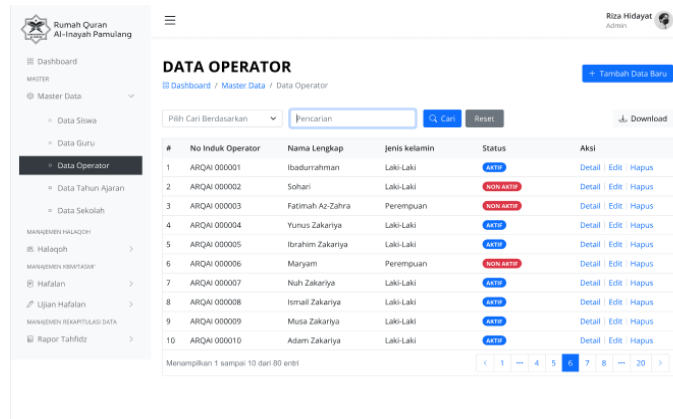 Rumah Quran
Al-Inayah Pamulang
Riza Hidayat
Admin
Dashboard
MASTER
Master Data
Data Siswa
Data Guru
Data Operator
Data Tahun Ajaran
Data Sekolah
MANAJEMEN HALAQOH
Halaqoh
Hafalan
Ujian Hafalan
MANAJEMEN REKAPITULASI DATA
Rapor Tahfidz
DATA OPERATOR
Dashboard / Master Data / Data Operator
+ Tambah Data Baru
Pilih Cari Berdasarkan Pencarian Cari Reset Download
# No Induk Operator Nama Lengkap Jenis kelamin Status Aksi
1 ARQAI 000001 Ibadurrahman Laki-Laki AKTIF Detail | Edit | Hapus
2 ARQAI 000002 Sohari Laki-Laki NON AKTIF Detail | Edit | Hapus
3 ARQAI 000003 Fatimah Az-Zahra Perempuan NON AKTIF Detail | Edit | Hapus
4 ARQAI 000004 Yunus Zakariya Laki-Laki AKTIF Detail | Edit | Hapus
5 ARQAI 000005 Ibrahim Zakariya Laki-Laki AKTIF Detail | Edit | Hapus
6 ARQAI 000006 Maryam Perempuan NON AKTIF Detail | Edit | Hapus
7 ARQAI 000007 Nuh Zakariya Laki-Laki AKTIF Detail | Edit | Hapus
8 ARQAI 000008 Ismail Zakariya Laki-Laki AKTIF Detail | Edit | Hapus
9 ARQAI 000009 Musa Zakariya Laki-Laki AKTIF Detail | Edit | Hapus
10 ARQAI 000010 Adam Zakariya Laki-Laki AKTIF Detail | Edit | Hapus
Menampilkan 1 sampai 10 dari 80 entri
< 1 ... 4 5 6 7 8 ... 20 >